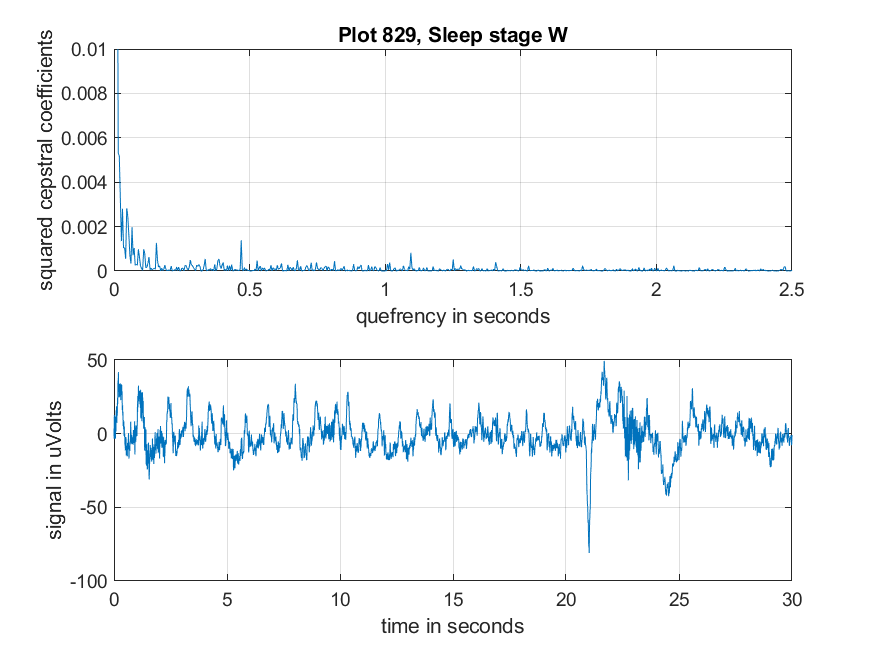 Plot 829, Sleep stage W
squared cepstral coefficients
0.01
0.008
0.006
0.004
0.002
0
0 0.5 1 1.5 2 2.5
quefrency in seconds
signal in uVolts
50
0
-50
-100
0 5 10 15 20 25 30
time in seconds